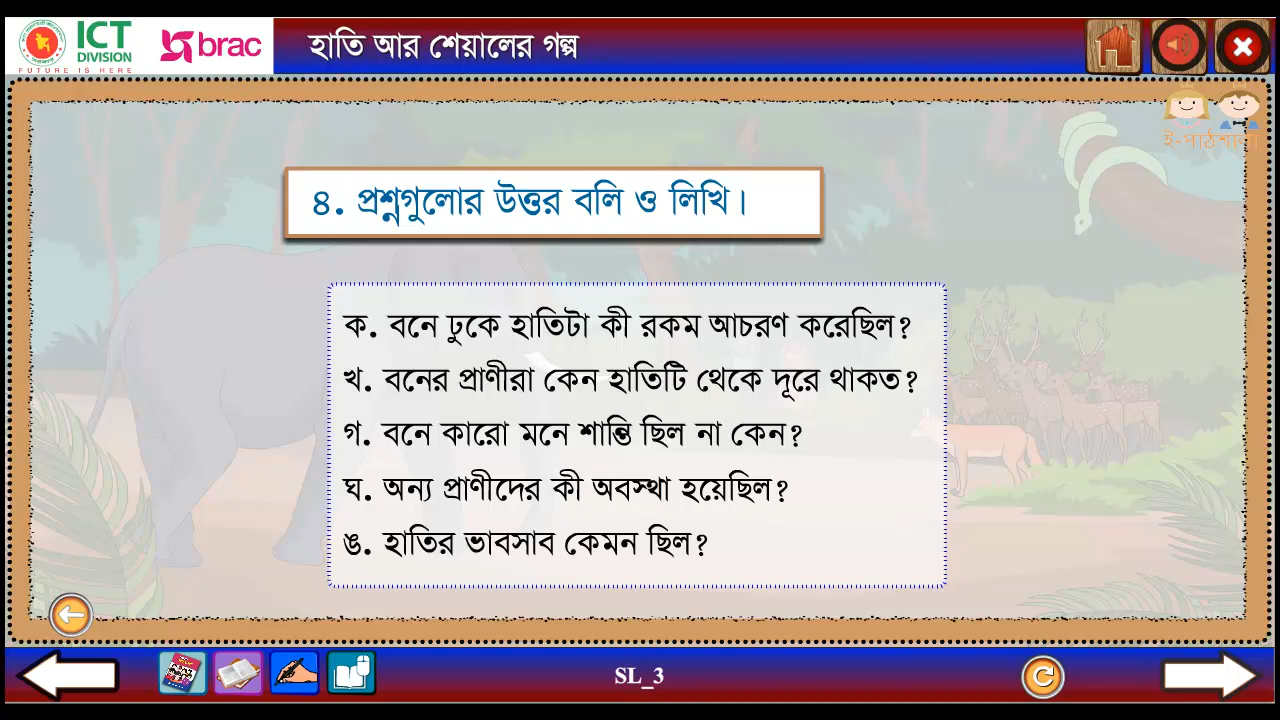 ICT
DIVISION
FUTURE IS HERE
brac
হাতি আর শেয়ালের গল্প
ই-পাঠশালা
৪. প্রশ্নগুলোর উত্তর বলি ও লিখি।
ক. বনে ঢুকে হাতিটা কী রকম আচরণ করেছিল?
খ. বনের প্রাণীরা কেন হাতিটি থেকে দূরে থাকত?
গ. বনে কারো মনে শান্তি ছিল না কেন?
ঘ. অন্য প্রাণীদের কী অবস্থা হয়েছিল?
ঙ. হাতির ভাবসাব কেমন ছিল?
SL_3